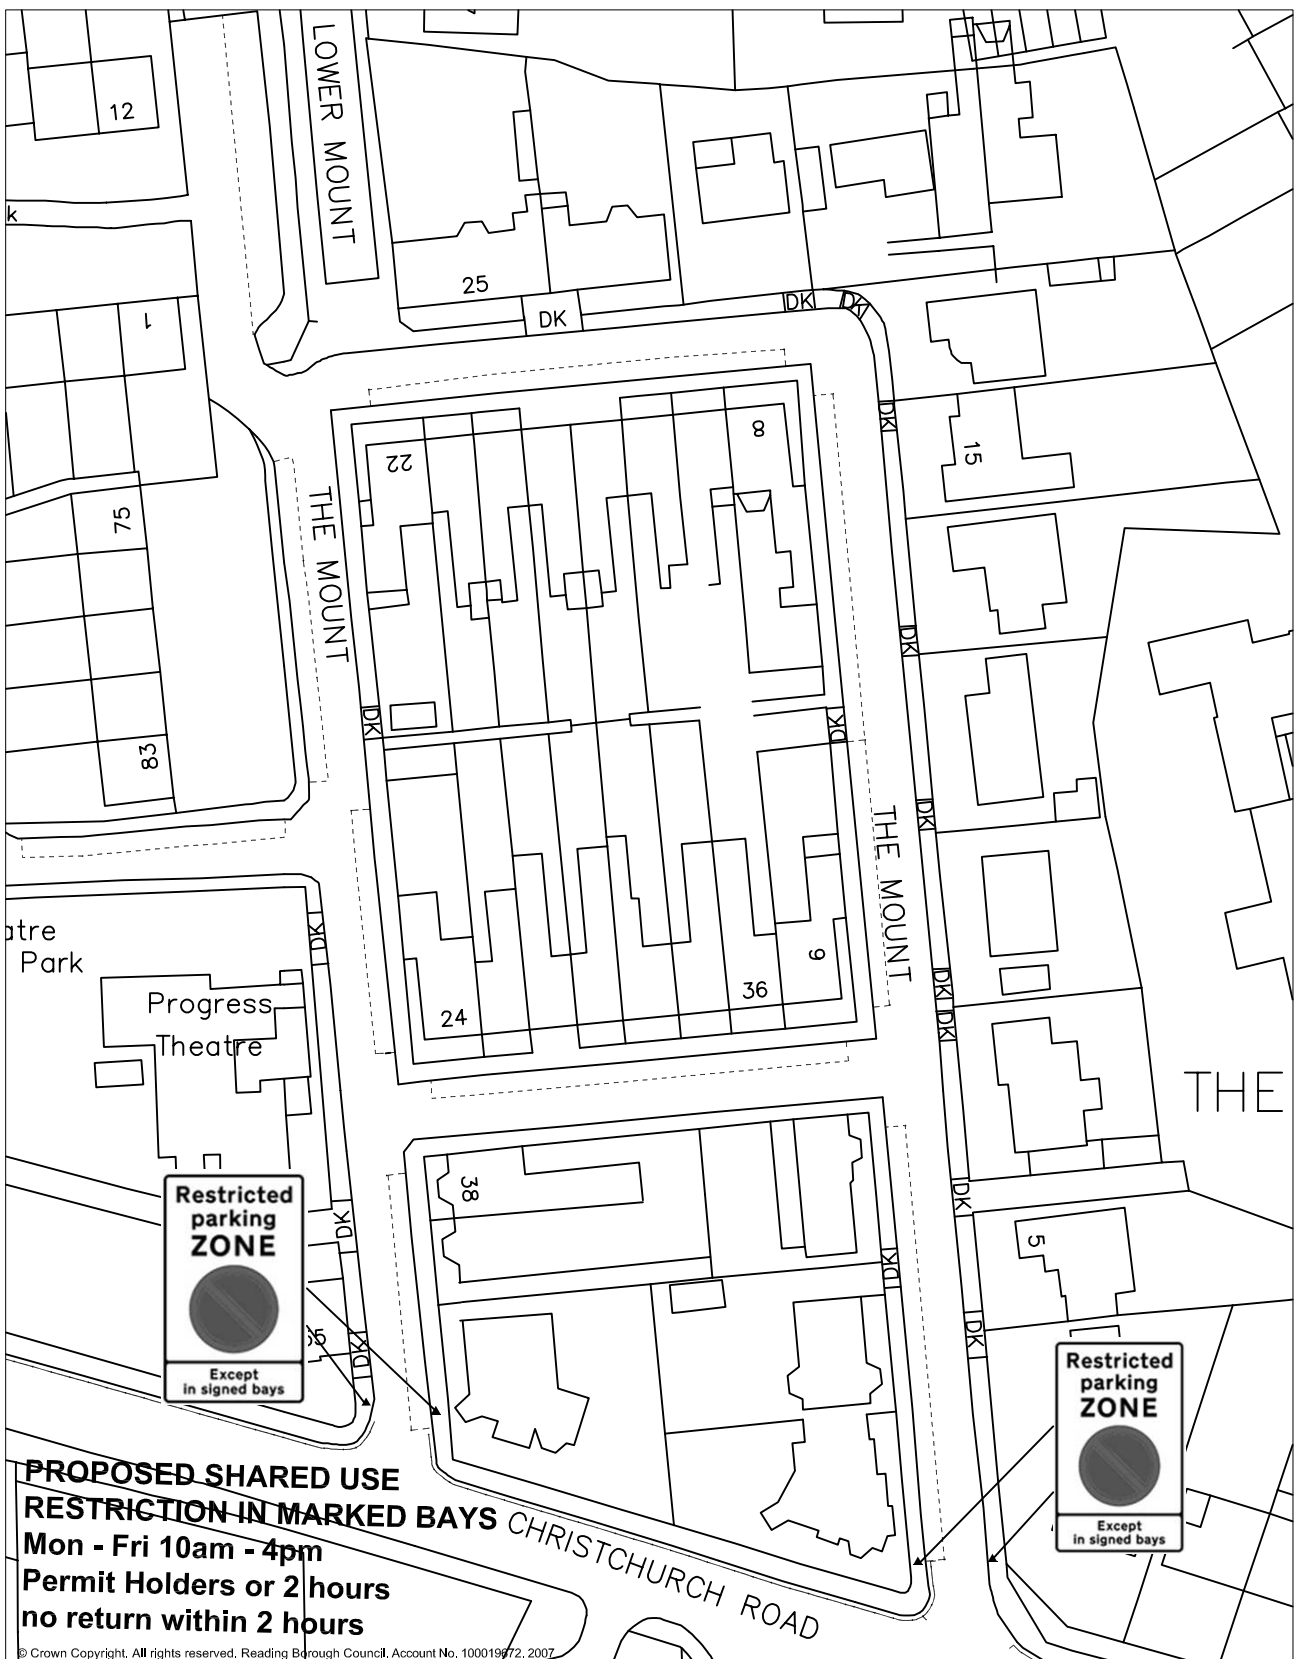 LOWER MOUNT
12
k
25
DK
DK
DK
1
DK
22
8
15
THE MOUNT
75
DK
DK
DK
83
DK
THE MOUNT
atre
Park
DK
Progress
Theatre
9
36
24
DK
DK
THE
38
DK
DK
DK
5
DK
DK
Restricted
parking
ZONE
Except
in signed bays
Restricted
parking
ZONE
Except
in signed bays
PROPOSED SHARED USE
RESTRICTION IN MARKED BAYS
Mon - Fri 10am - 4pm
Permit Holders or 2 hours
no return within 2 hours
CHRISTCHURCH ROAD
© Crown Copyright. All rights reserved. Reading Borough Council. Account No. 100019672. 2007